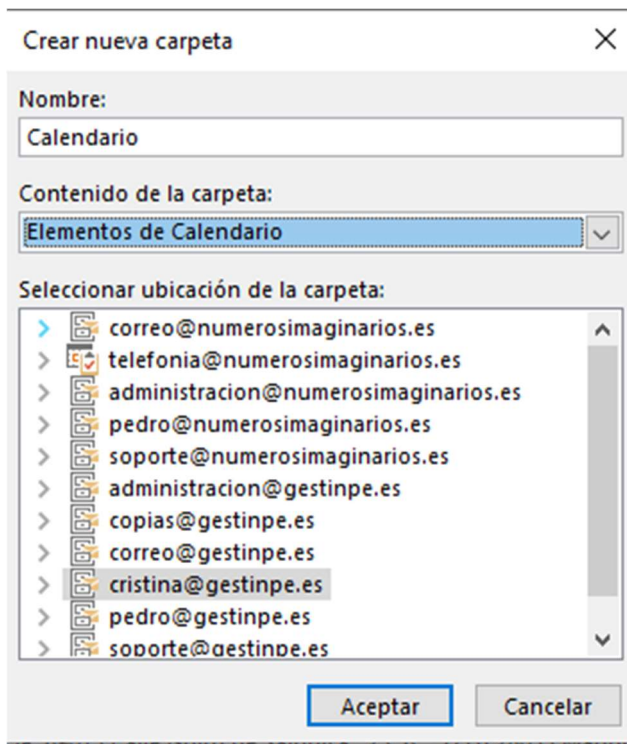 Crear nueva carpeta
Nombre:
Calendario
Contenido de la carpeta:
Elementos de Calendario
Seleccionar ubicación de la carpeta:
correo@numerosimaginarios.es
telefonia@numerosimaginarios.es
administracion@numerosimaginarios.es
pedro@numerosimaginarios.es
soporte@numerosimaginarios.es
administracion@gestinpe.es
copias@gestinpe.es
correo@gestinpe.es
cristina@gestinpe.es
pedro@gestinpe.es
soporte@gestinpe.es
Aceptar Cancelar